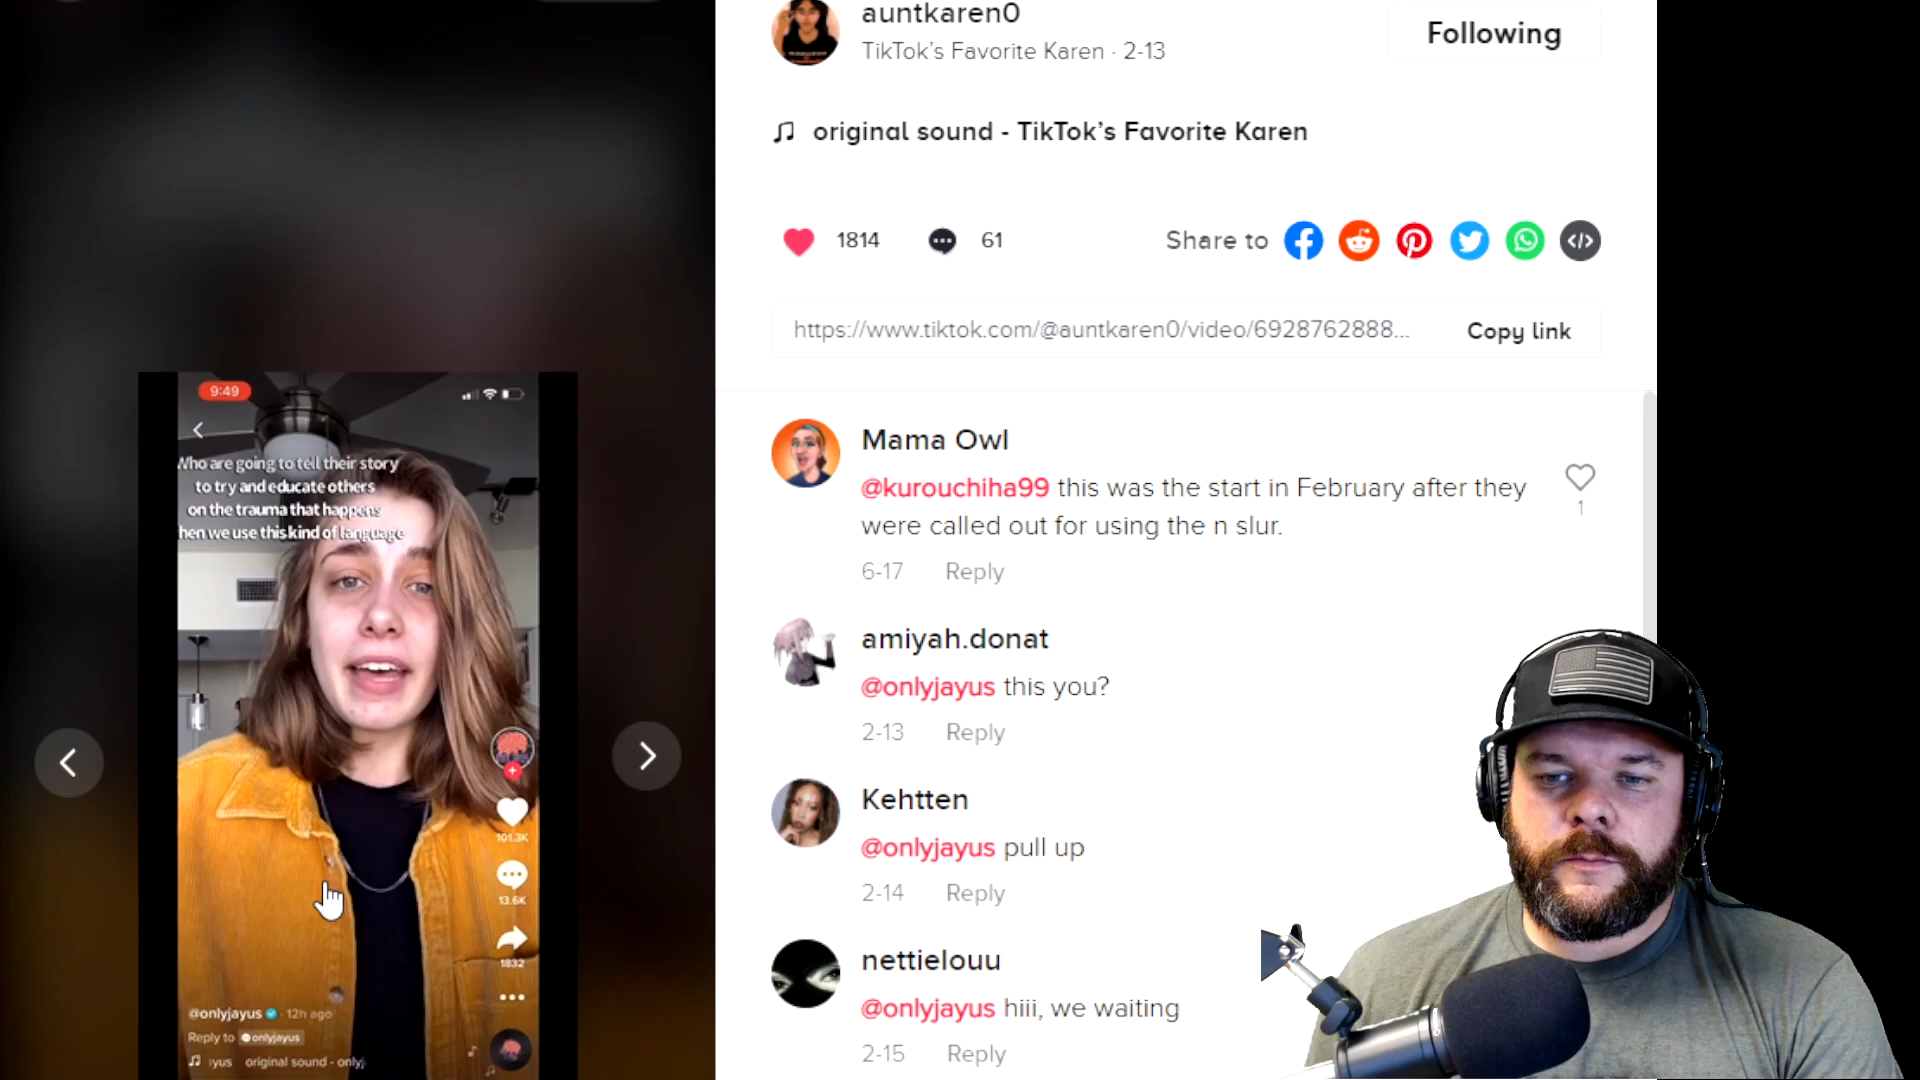 auntkaren0
TikTok's Favorite Karen · 2-13
Following
original sound - TikTok's Favorite Karen
1814
61
Share to
https://www.tiktok.com/@auntkaren0/video/6928762888...
Copy link
Mama Owl
@kurouchiha99 this was the start in February after they
were called out for using the n slur.
1
6-17
Reply
amiyah.donat
@onlyjayus this you?
2-13
Reply
Kehtten
@onlyjayus pull up
2-14
Reply
nettielouu
@onlyjayus hiii, we waiting
2-15
Reply
9:49
Who are going to tell their story
to try and educate others
on the trauma that happens
hen we use this kind of language
101.3K
13.6K
1832
@onlyjayus · 12h ago
Reply to onlyjayus
iyus original sound - only